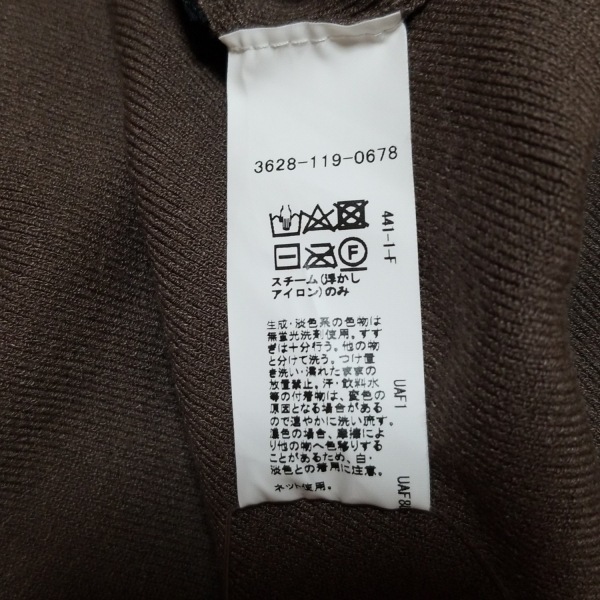 3628-119-0678
441-1-F
F
スチーム(浮かし
アイロン)のみ
生成・淡色系の色物は
無蛍光洗剤使用。すす
ぎは十分行う。他の物
と分けて洗う。つけ置
き洗い・濡れたままの
放置禁止。汗・飲料水
等の付着物は、変色の
原因となる場合がある
ので速やかに洗い流す。
濃色の場合、摩擦によ
り他の物へ色移りする
ことがあるため、白・
淡色との着用に注意。
ネット使用。
UAF1